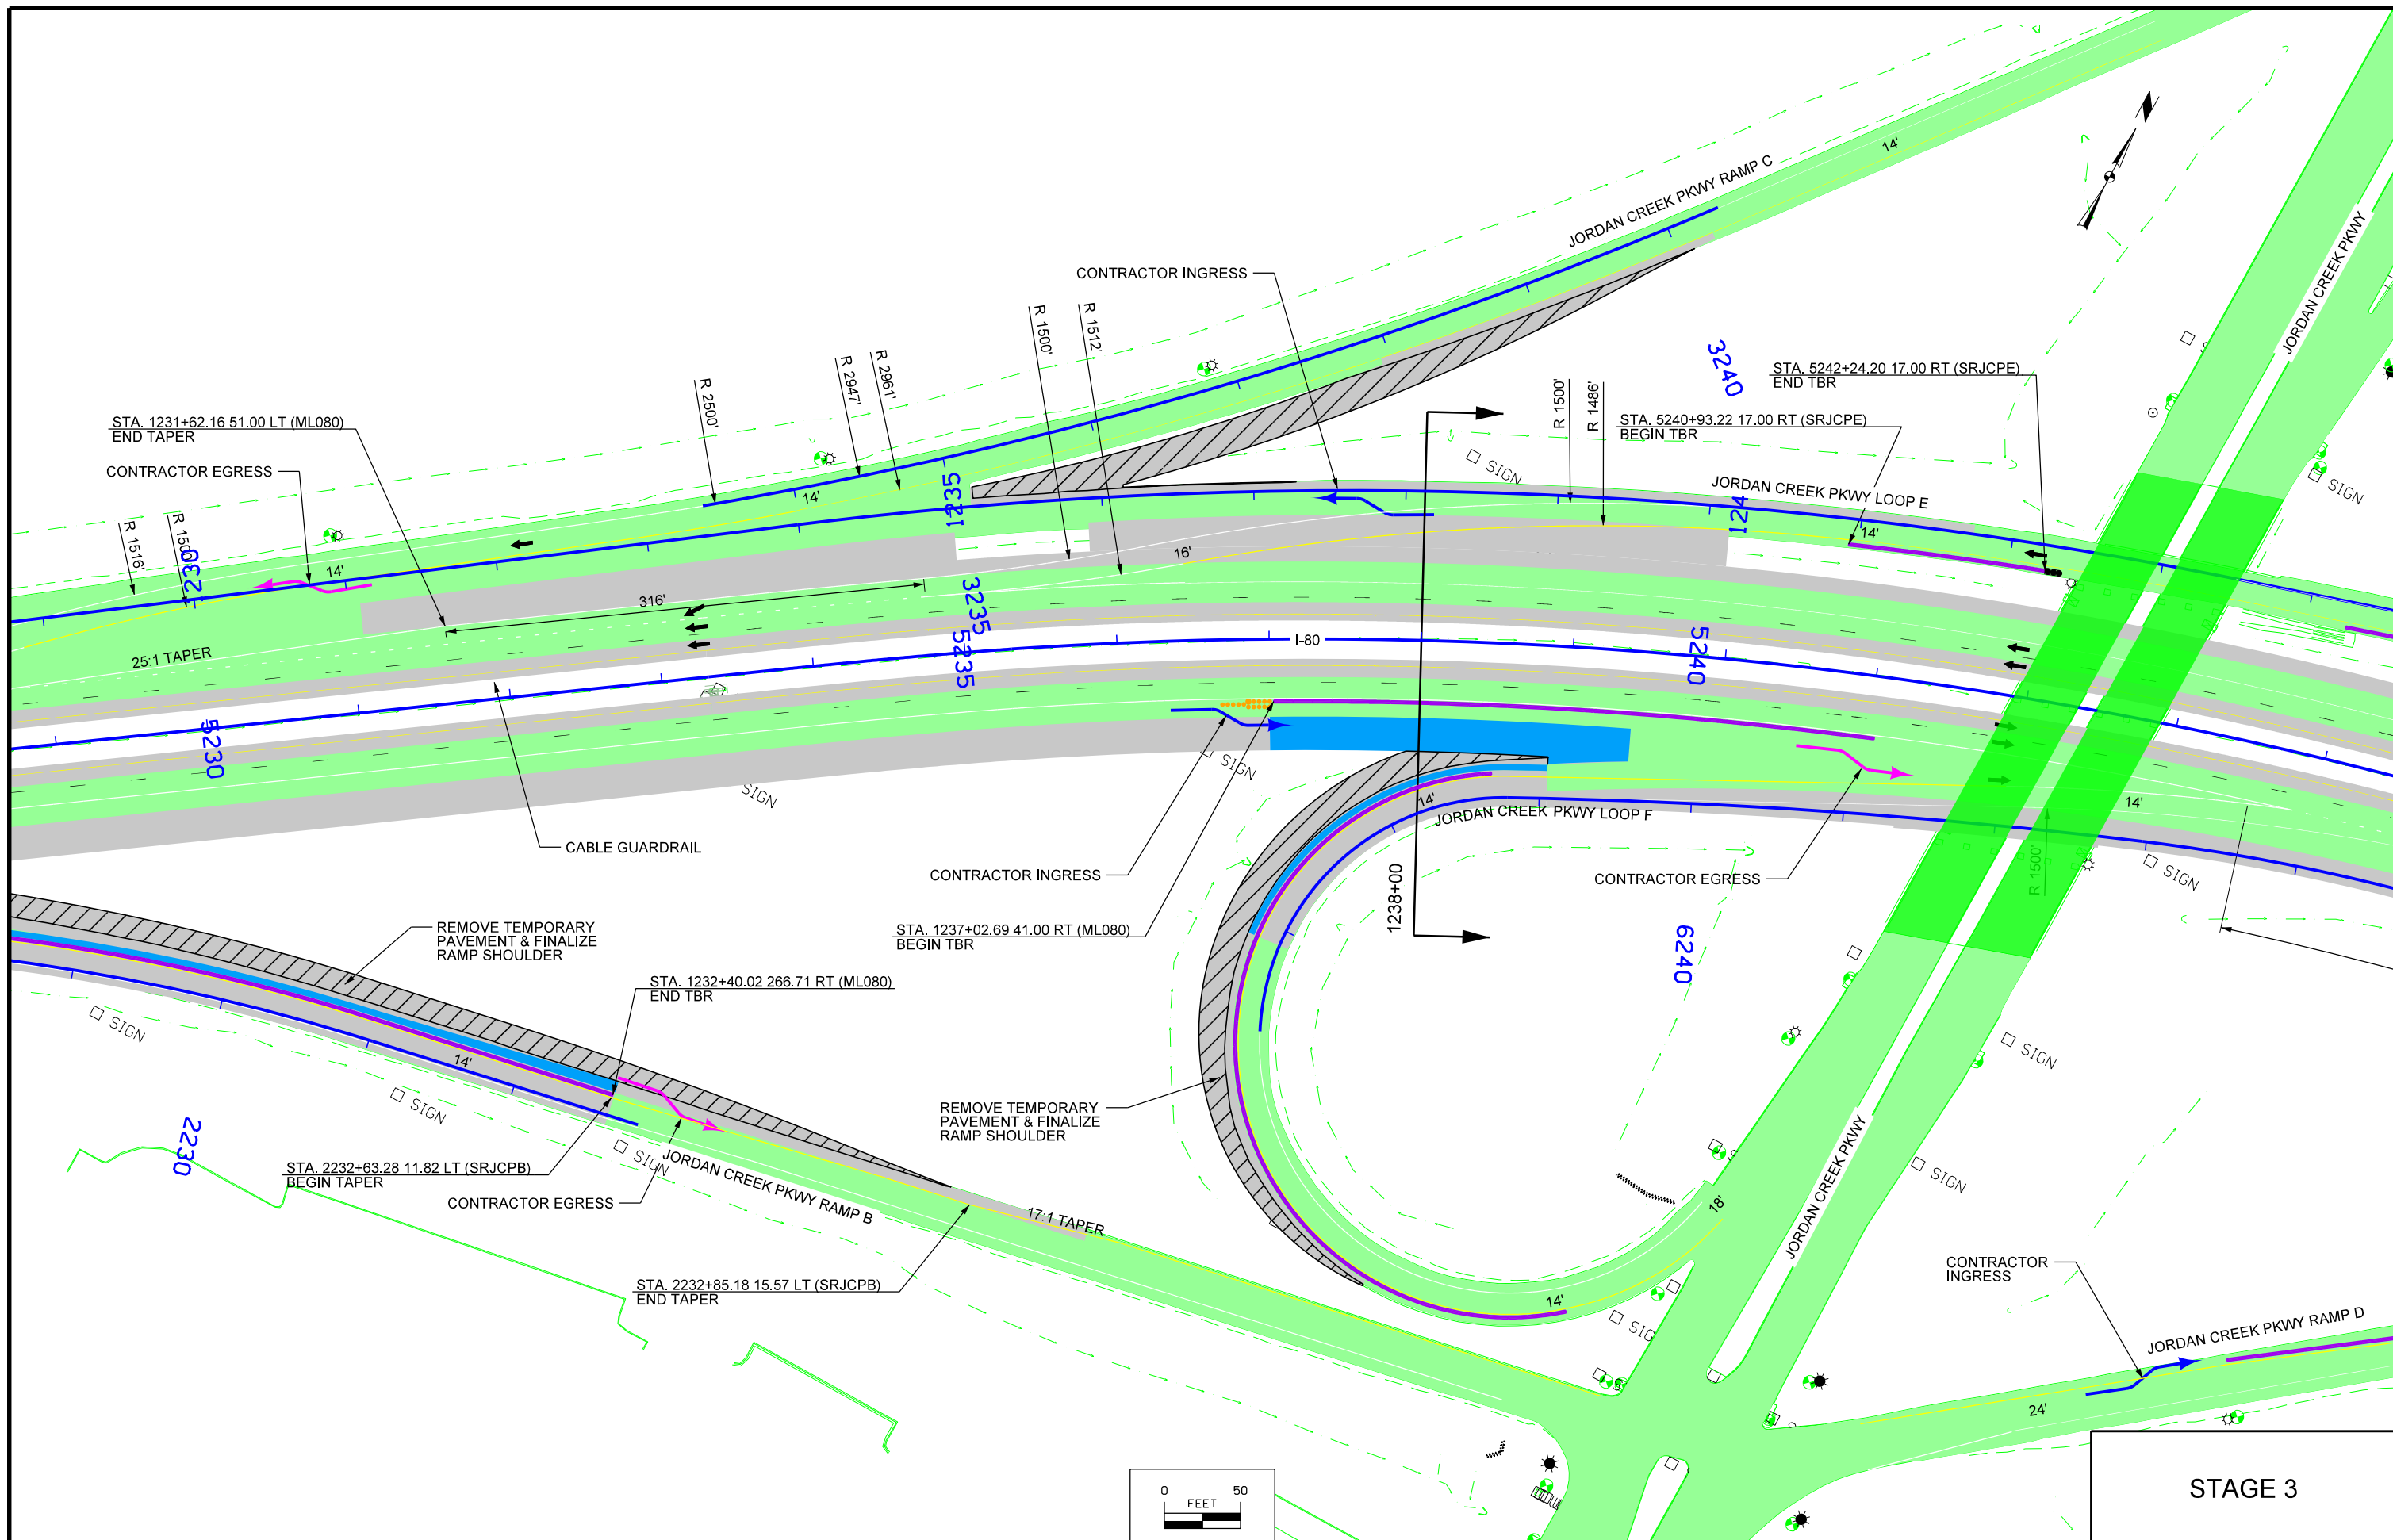 14'
JORDAN CREEK PKWY RAMP C
JORDAN CREEK PKWY
CONTRACTOR INGRESS
R 1500'
R 1512'
R 2947'
R 2961'
R 2500'
3240
STA. 5242+24.20 17.00 RT (SRJCPE)
END TBR
R 1500'
R 1486'
STA. 5240+93.22 17.00 RT (SRJCPE)
BEGIN TBR
STA. 1231+62.16 51.00 LT (ML080)
END TAPER
CONTRACTOR EGRESS
SIGN
SIGN
JORDAN CREEK PKWY LOOP E
14'
1235
124
14'
R 1516'
R 1500'
1230
14'
16'
316'
3235
5235
I-80
5240
25:1 TAPER
5230
SIGN
SIGN
14'
14'
JORDAN CREEK PKWY LOOP F
CABLE GUARDRAIL
CONTRACTOR INGRESS
CONTRACTOR EGRESS
R 1500'
SIGN
1238+00
STA. 1237+02.69 41.00 RT (ML080)
BEGIN TBR
REMOVE TEMPORARY
PAVEMENT & FINALIZE
RAMP SHOULDER
6240
STA. 1232+40.02 266.71 RT (ML080)
END TBR
SIGN
14'
SIGN
SIGN
REMOVE TEMPORARY
PAVEMENT & FINALIZE
RAMP SHOULDER
2230
STA. 2232+63.28 11.82 LT (SRJCPB)
BEGIN TAPER
SIGN
JORDAN CREEK PKWY RAMP B
CONTRACTOR EGRESS
17:1 TAPER
18'
JORDAN CREEK PKWY
SIGN
STA. 2232+85.18 15.57 LT (SRJCPB)
END TAPER
14'
SIG
CONTRACTOR
INGRESS
JORDAN CREEK PKWY RAMP D
24'
0 50
FEET
STAGE 3